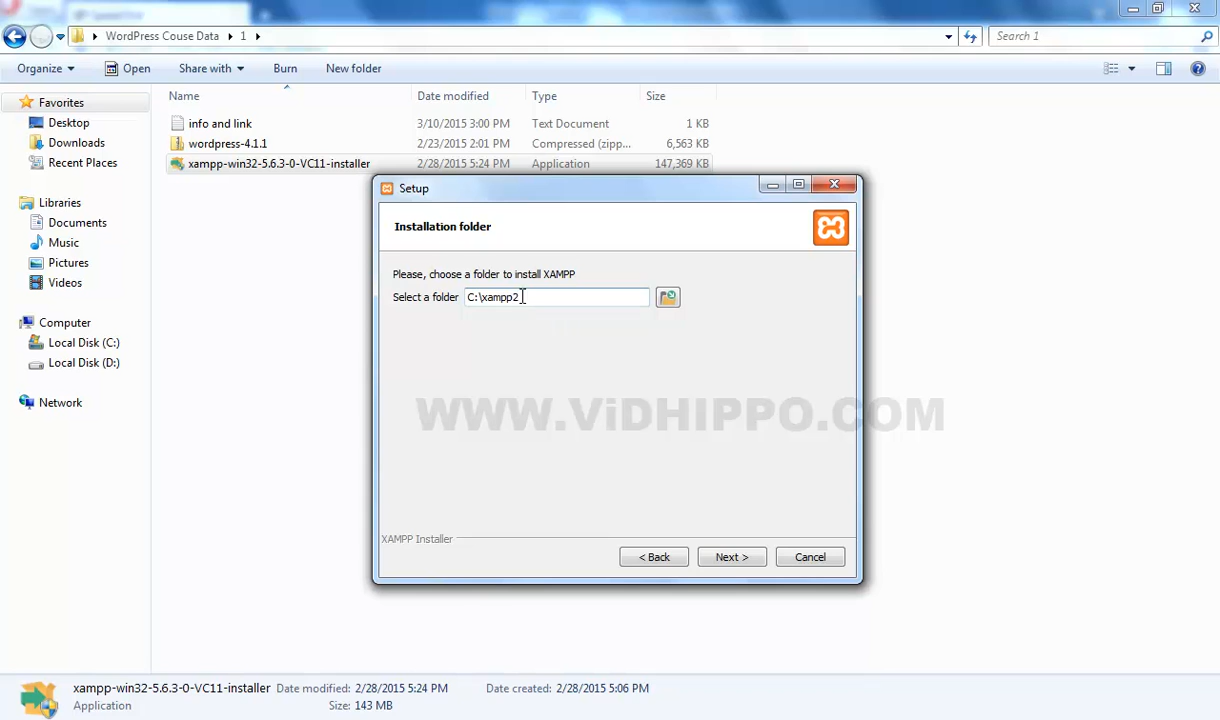 WordPress Couse Data
1
Search 1
Organize
Open
Share with
Burn
New folder
Name
Date modified
Type
Size
Favorites
Desktop
Downloads
Recent Places
Libraries
Documents
Music
Pictures
Videos
Computer
Local Disk (C:)
Local Disk (D:)
Network
info and link 3/10/2015 3:00 PM Text Document 1 KB
wordpress-4.1.1 2/23/2015 2:01 PM Compressed (zipp... 6,563 KB
xampp-win32-5.6.3-0-VC11-installer 2/28/2015 5:24 PM Application 147,369 KB
Setup
Installation folder
Please, choose a folder to install XAMPP
Select a folder C:\xampp2
WWW.ViDHIPPO.COM
XAMPP Installer
< Back
Next >
Cancel
xampp-win32-5.6.3-0-VC11-installer Date modified: 2/28/2015 5:24 PM Date created: 2/28/2015 5:06 PM
Application Size: 143 MB